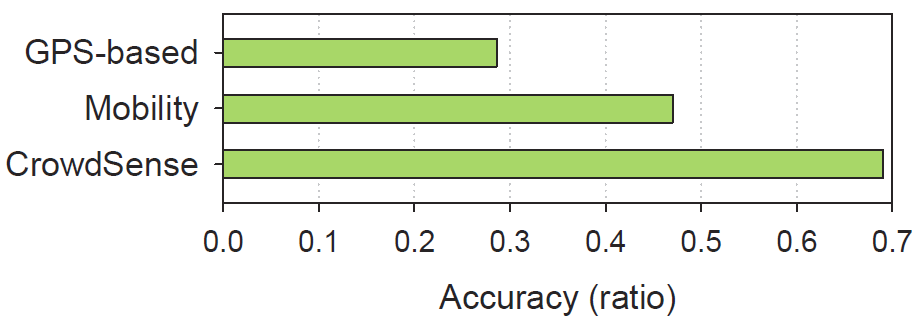 GPS-based
Mobility
CrowdSense
0.0 0.1 0.2 0.3 0.4 0.5 0.6 0.7
Accuracy (ratio)